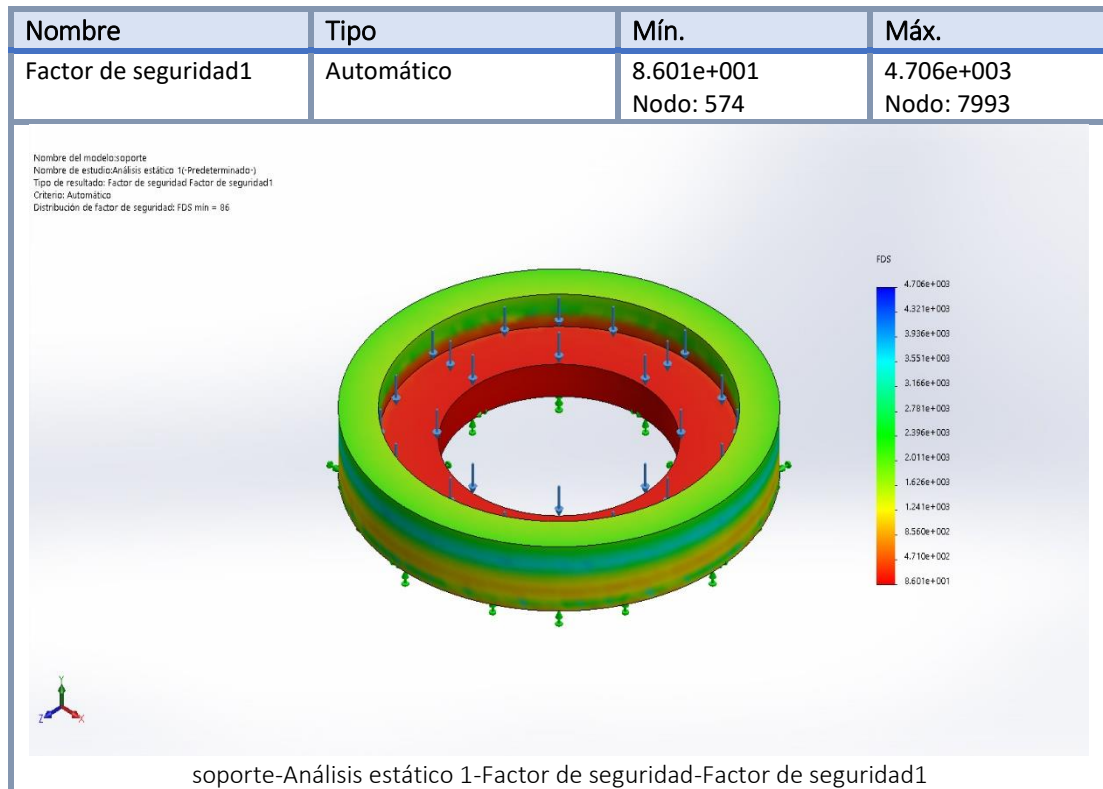 Nombre Tipo Mín. Máx.
Factor de seguridad1 Automático 8.601e+001 4.706e+003
Nodo: 574 Nodo: 7993
Nombre del modelo:soporte
Nombre de estudio:Análisis estático 1(-Predeterminado-)
Tipo de resultado: Factor de seguridad Factor de seguridad1
Criterio: Automático
Distribución de factor de seguridad: FDS mín = 86
FDS
4.706e+003
4.321e+003
3.936e+003
3.551e+003
3.166e+003
2.781e+003
2.396e+003
2.011e+003
1.626e+003
1.241e+003
8.560e+002
4.710e+002
8.601e+001
Y
Z X
soporte-Análisis estático 1-Factor de seguridad-Factor de seguridad1